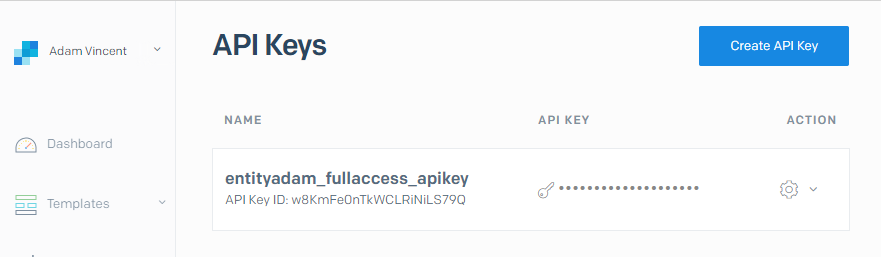 Adam Vincent
API Keys
Create API Key
NAME API KEY ACTION
Dashboard
entityadam_fullaccess_apikey
API Key ID: w8KmFe0nTkWCLRiNiLS79Q
••••••••••••••••••••
Templates